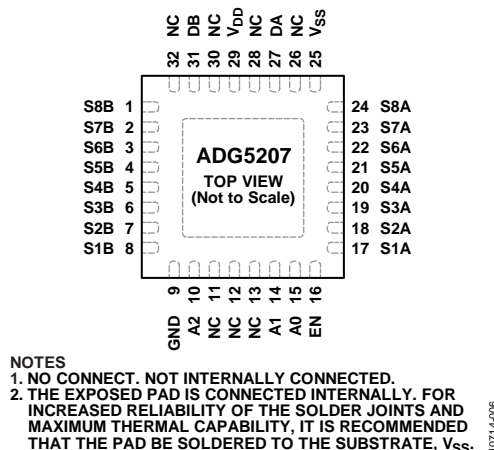 NC DB NC VDD NC DA NC VSS
32 31 30 29 28 27 26 25
S8B 1
S7B 2
S6B 3
S5B 4
S4B 5
S3B 6
S2B 7
S1B 8
ADG5207
TOP VIEW
(Not to Scale)
24 S8A
23 S7A
22 S6A
21 S5A
20 S4A
19 S3A
18 S2A
17 S1A
9 10 11 12 13 14 15 16
GND A2 NC NC NC A1 A0 EN
NOTES
1. NO CONNECT. NOT INTERNALLY CONNECTED.
2. THE EXPOSED PAD IS CONNECTED INTERNALLY. FOR
INCREASED RELIABILITY OF THE SOLDER JOINTS AND
MAXIMUM THERMAL CAPABILITY, IT IS RECOMMENDED
THAT THE PAD BE SOLDERED TO THE SUBSTRATE, VSS.
10714-006